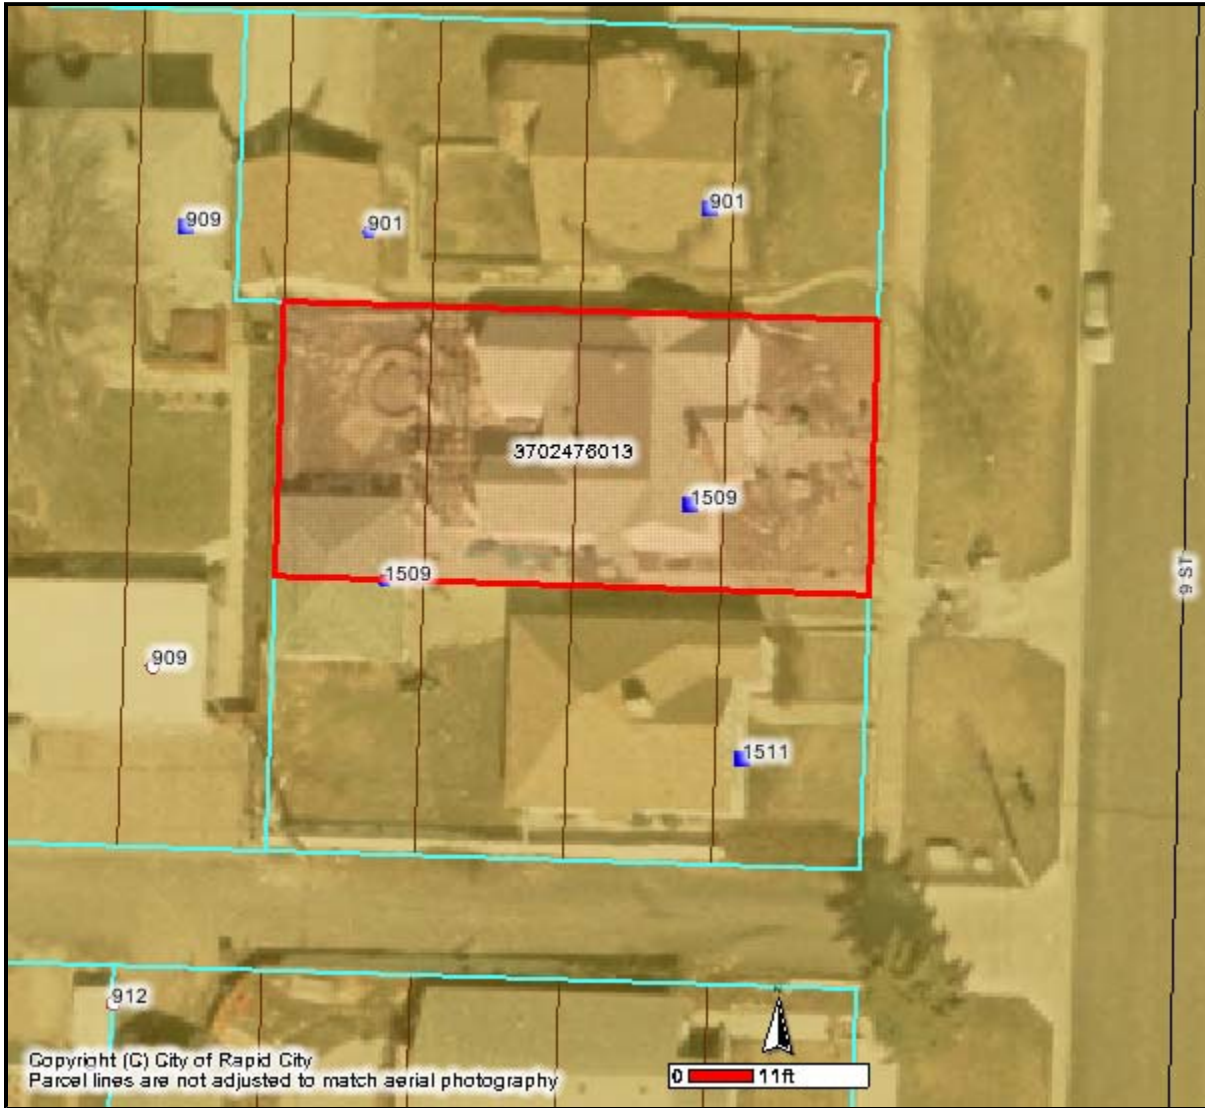 909
901
901
3702476013
1509
1509
9 ST
909
1511
912
N
Copyright (C) City of Rapid City
Parcel lines are not adjusted to match aerial photography
0 11ft